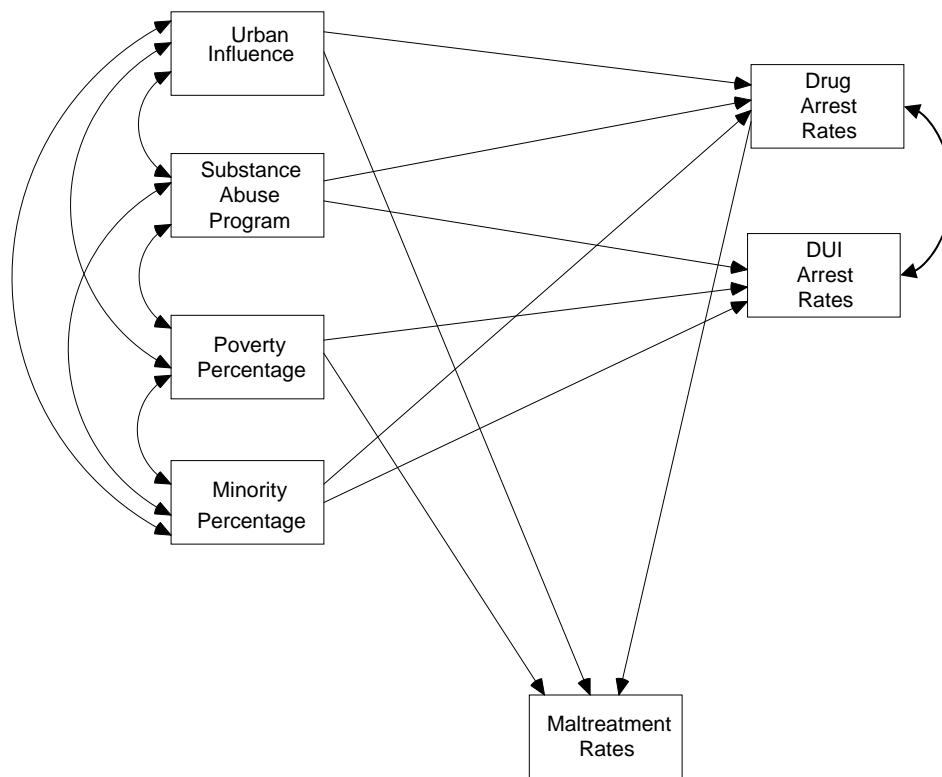 Urban
Influence
Substance
Abuse
Program
Poverty
Percentage
Minority
Percentage
Drug
Arrest
Rates
DUI
Arrest
Rates
Maltreatment
Rates